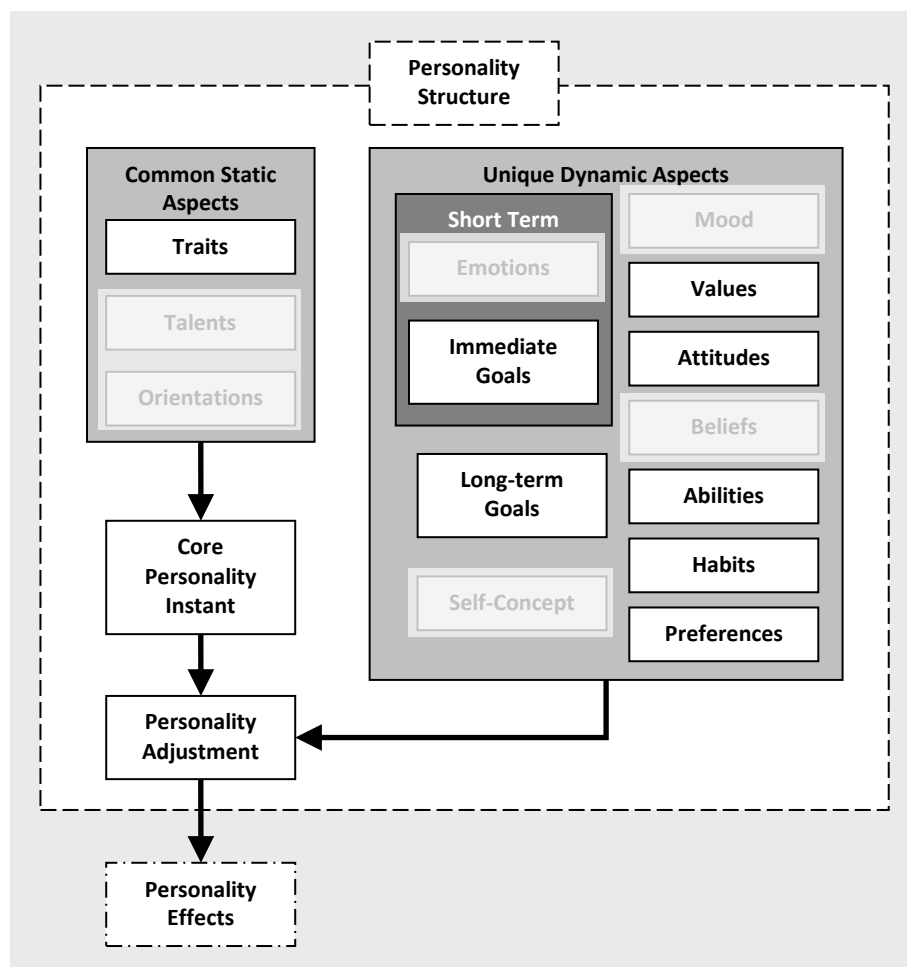 Personality
Structure
Common Static
Aspects
Traits
Talents
Orientations
Core
Personality
Instant
Personality
Adjustment
Personality
Effects
Unique Dynamic Aspects
Short Term
Emotions
Immediate
Goals
Long-term
Goals
Self-Concept
Mood
Values
Attitudes
Beliefs
Abilities
Habits
Preferences